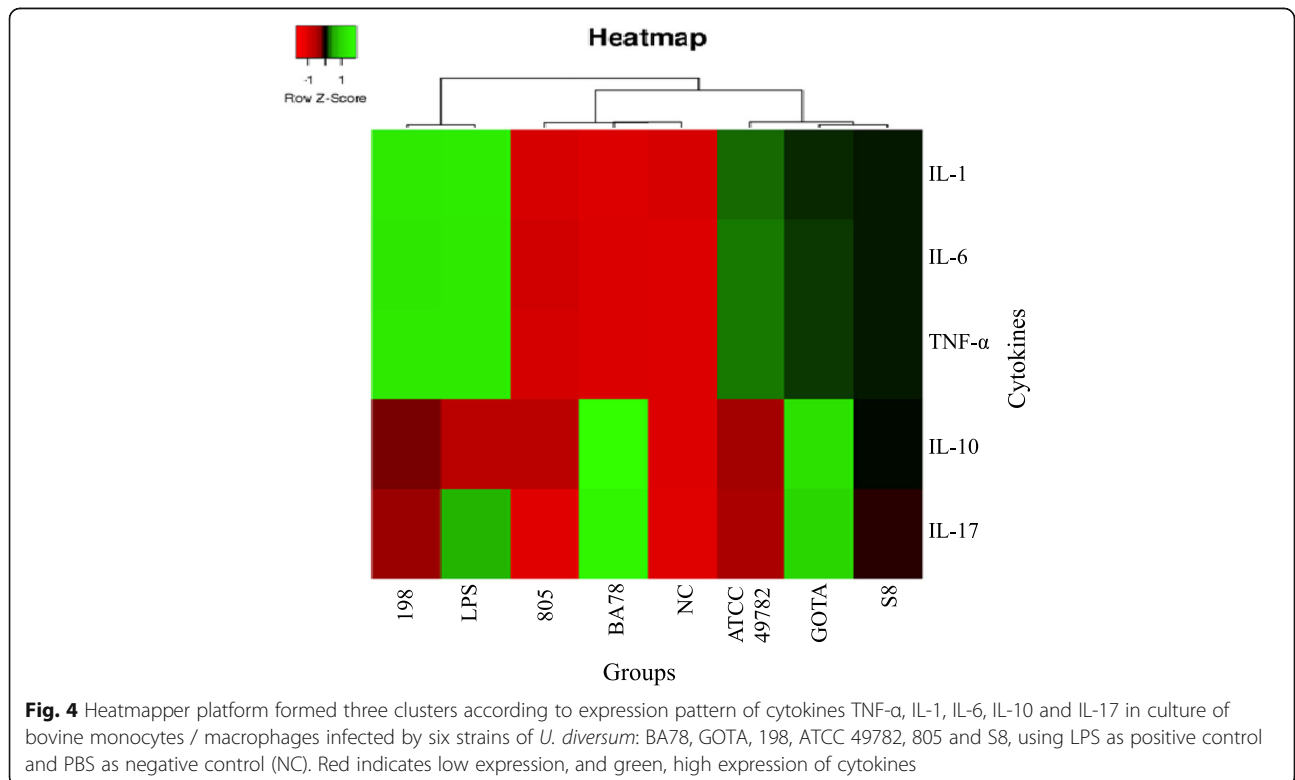 Heatmap
-1 1
Row Z-Score
IL-1
IL-6
TNF-α
IL-10
IL-17
Cytokines
198
LPS
805
BA78
NC
ATCC
49782
GOTA
S8
Groups
Fig. 4 Heatmapper platform formed three clusters according to expression pattern of cytokines TNF-α, IL-1, IL-6, IL-10 and IL-17 in culture of
bovine monocytes / macrophages infected by six strains of U. diversum: BA78, GOTA, 198, ATCC 49782, 805 and S8, using LPS as positive control
and PBS as negative control (NC). Red indicates low expression, and green, high expression of cytokines